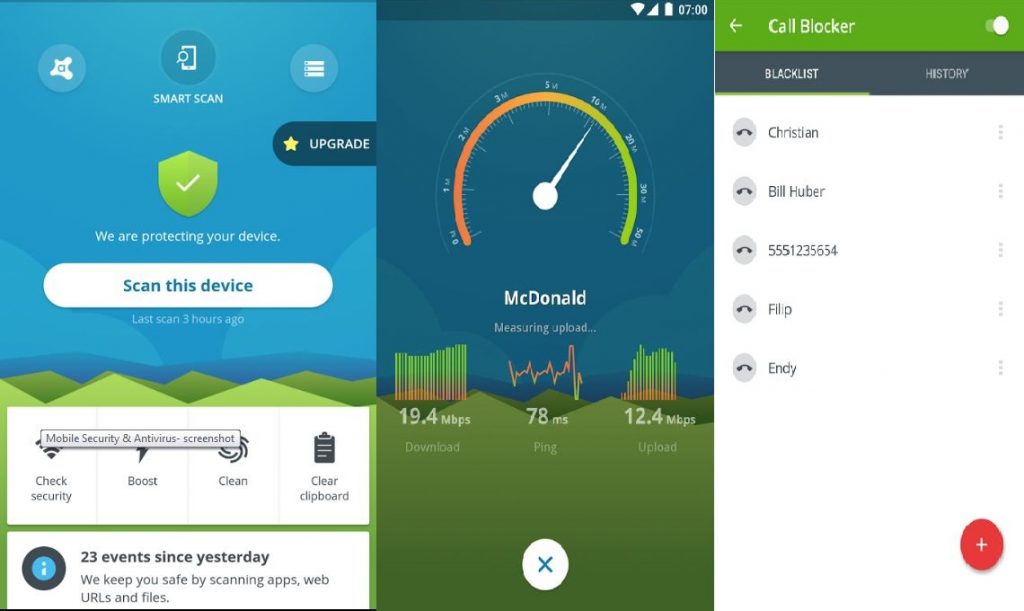 SMART SCAN
UPGRADE
We are protecting your device.
Scan this device
Last scan 3 hours ago
Mobile Security & Antivirus- screenshot
Check
security
Boost
Clean
Clear
clipboard
23 events since yesterday
We keep you safe by scanning apps, web
URLs and files.
07:00
0 M
1 M
2 M
3 M
5 M
10 M
20 M
30 M
50 M
McDonald
Measuring upload...
19.4 Mbps
78 ms
12.4 Mbps
Download
Ping
Upload
Call Blocker
BLACKLIST
HISTORY
Christian
Bill Huber
5551235654
Filip
Endy